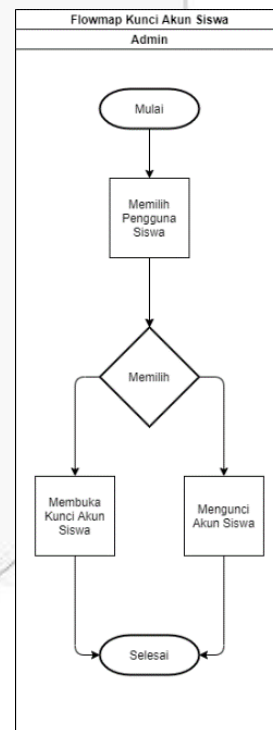 Flowmap Kunci Akun Siswa
Admin
Mulai
Memilih
Pengguna
Siswa
Memilih
Membuka
Kunci Akun
Siswa
Mengunci
Akun Siswa
Selesai